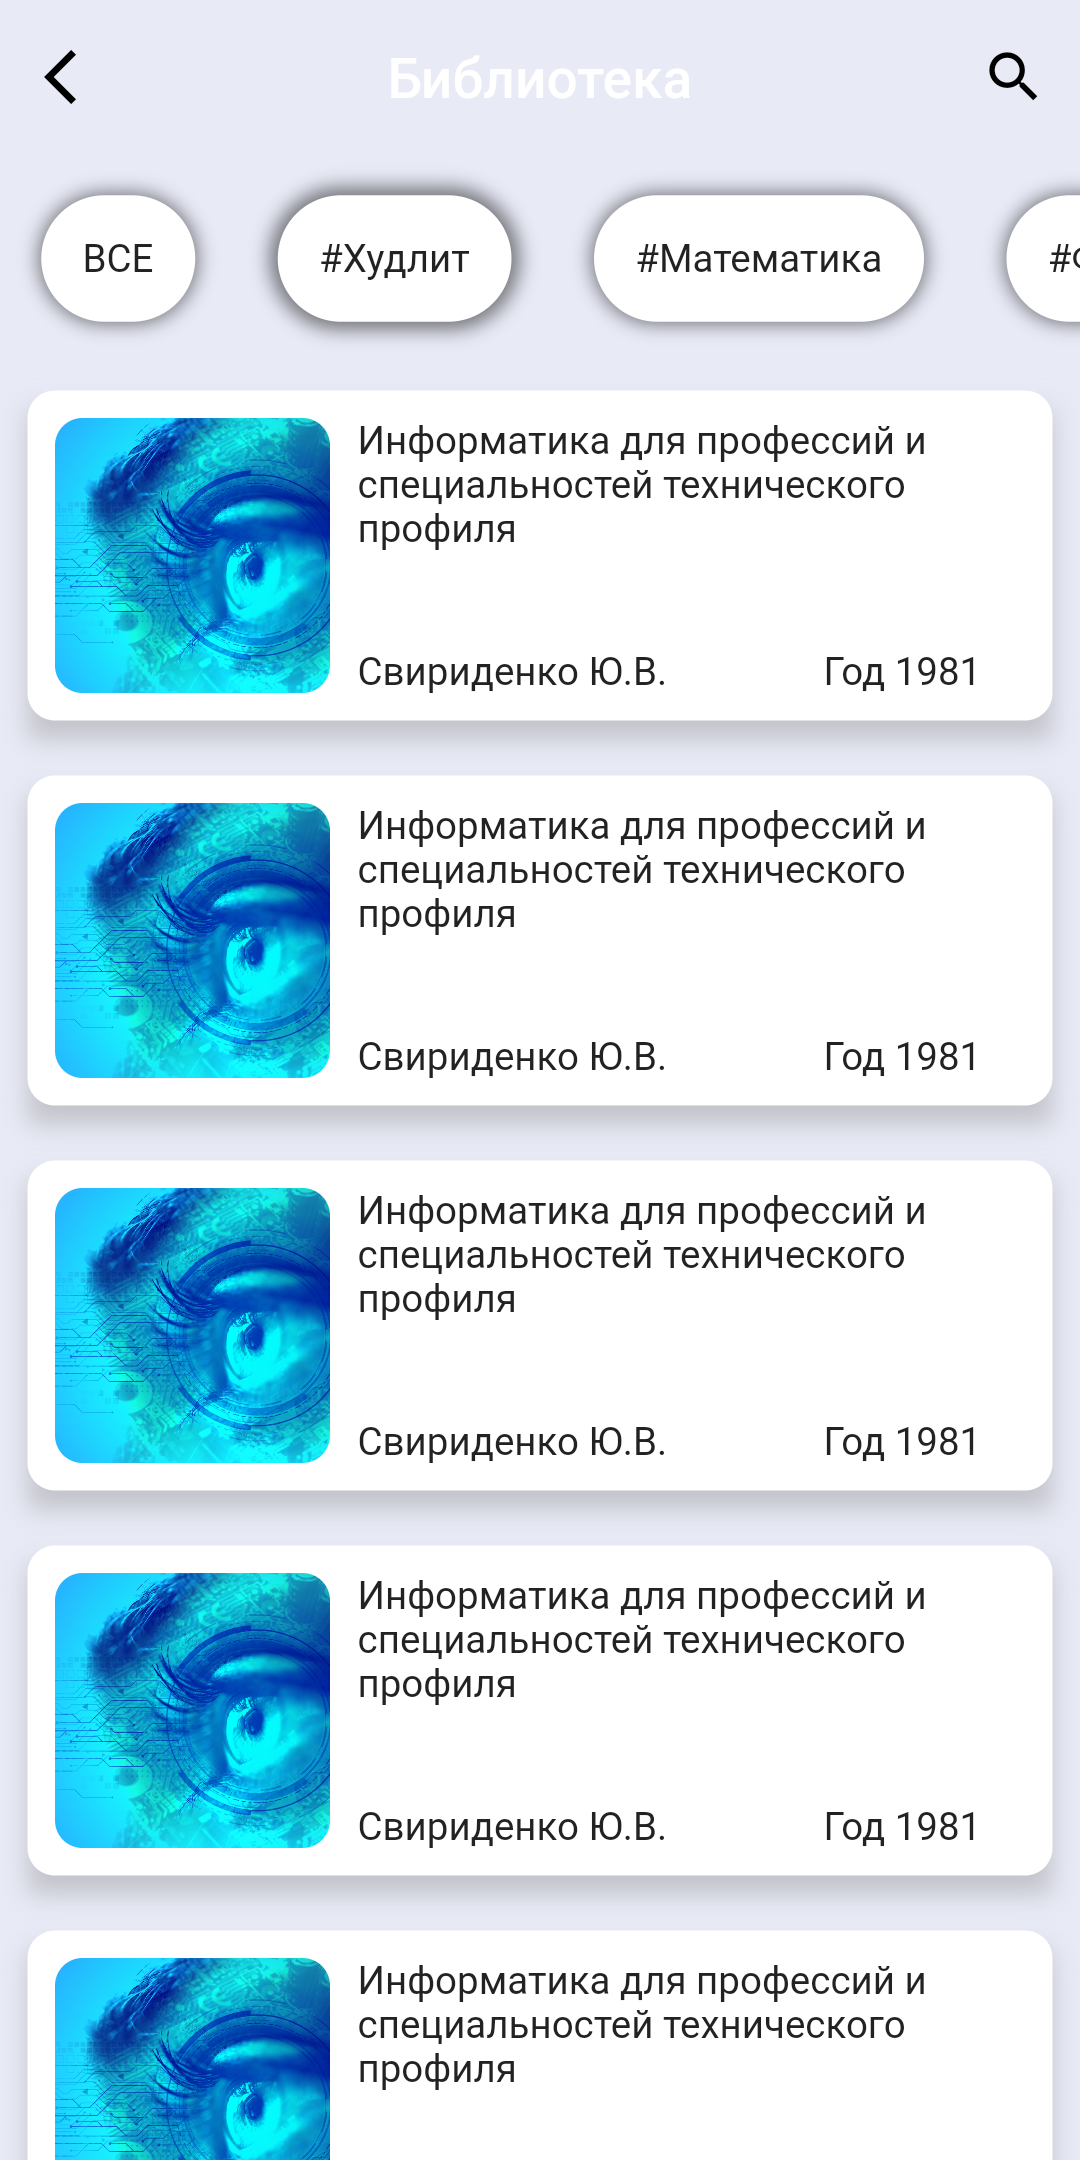 Библиотека
ВСЕ
#Худлит
#Математика
Информатика для профессий и
специальностей технического
профиля
Свириденко Ю.В.
Год 1981
Информатика для профессий и
специальностей технического
профиля
Свириденко Ю.В.
Год 1981
Информатика для профессий и
специальностей технического
профиля
Свириденко Ю.В.
Год 1981
Информатика для профессий и
специальностей технического
профиля
Свириденко Ю.В.
Год 1981
Информатика для профессий и
специальностей технического
профиля